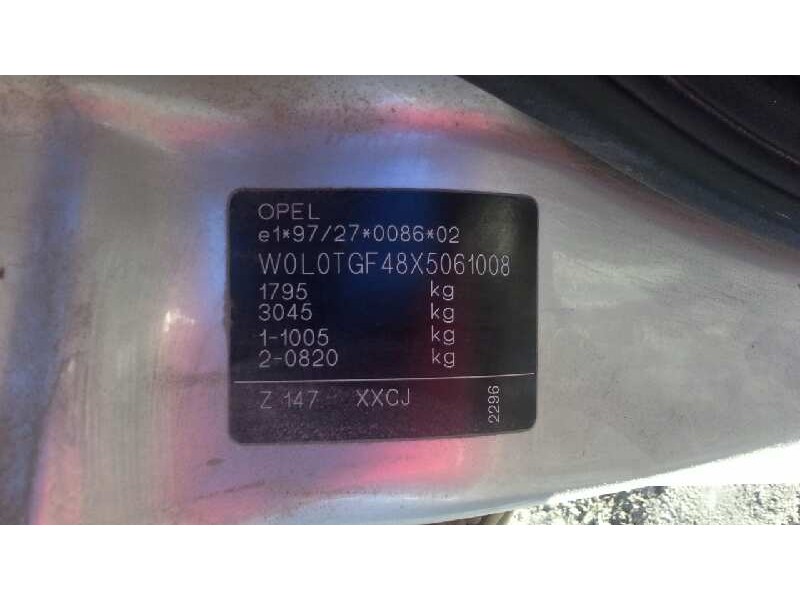 OPEL
e1*97/27*0086*02
W0L0TGF48X5061008
1795 kg
3045 kg
1-1005 kg
2-0820 kg
Z 147 XXCJ
2296